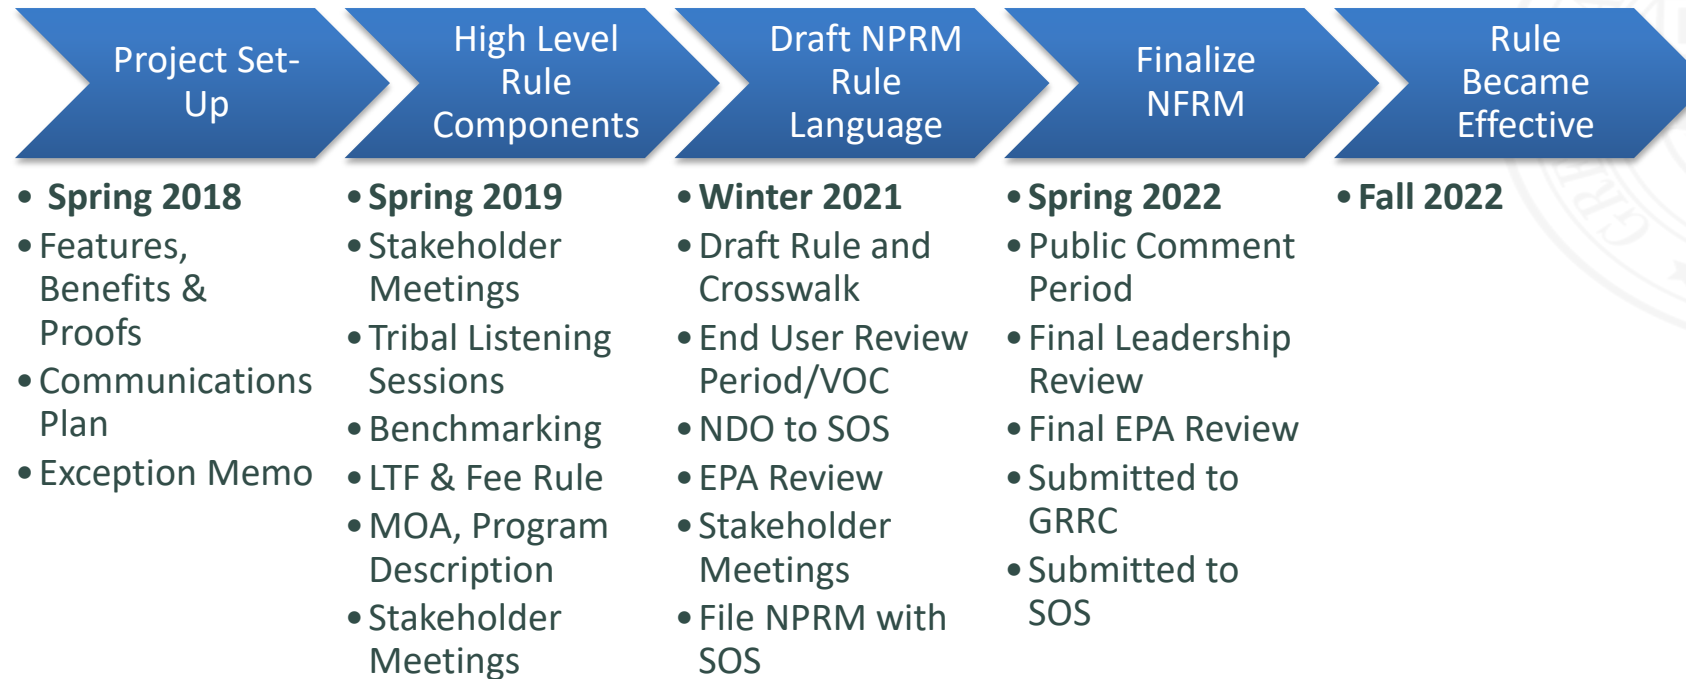 Project Set-
Up
High Level
Rule
Components
Draft NPRM
Rule
Language
Finalize
NFRM
Rule
Became
Effective
• Spring 2018
• Features,
Benefits &
Proofs
• Communications
Plan
• Exception Memo
• Spring 2019
• Stakeholder
Meetings
• Tribal Listening
Sessions
• Benchmarking
• LTF & Fee Rule
• MOA, Program
Description
• Stakeholder
Meetings
• Winter 2021
• Draft Rule and
Crosswalk
• End User Review
Period/VOC
• NDO to SOS
• EPA Review
• Stakeholder
Meetings
• File NPRM with
SOS
• Spring 2022
• Public Comment
Period
• Final Leadership
Review
• Final EPA Review
• Submitted to
GRRC
• Submitted to
SOS
• Fall 2022